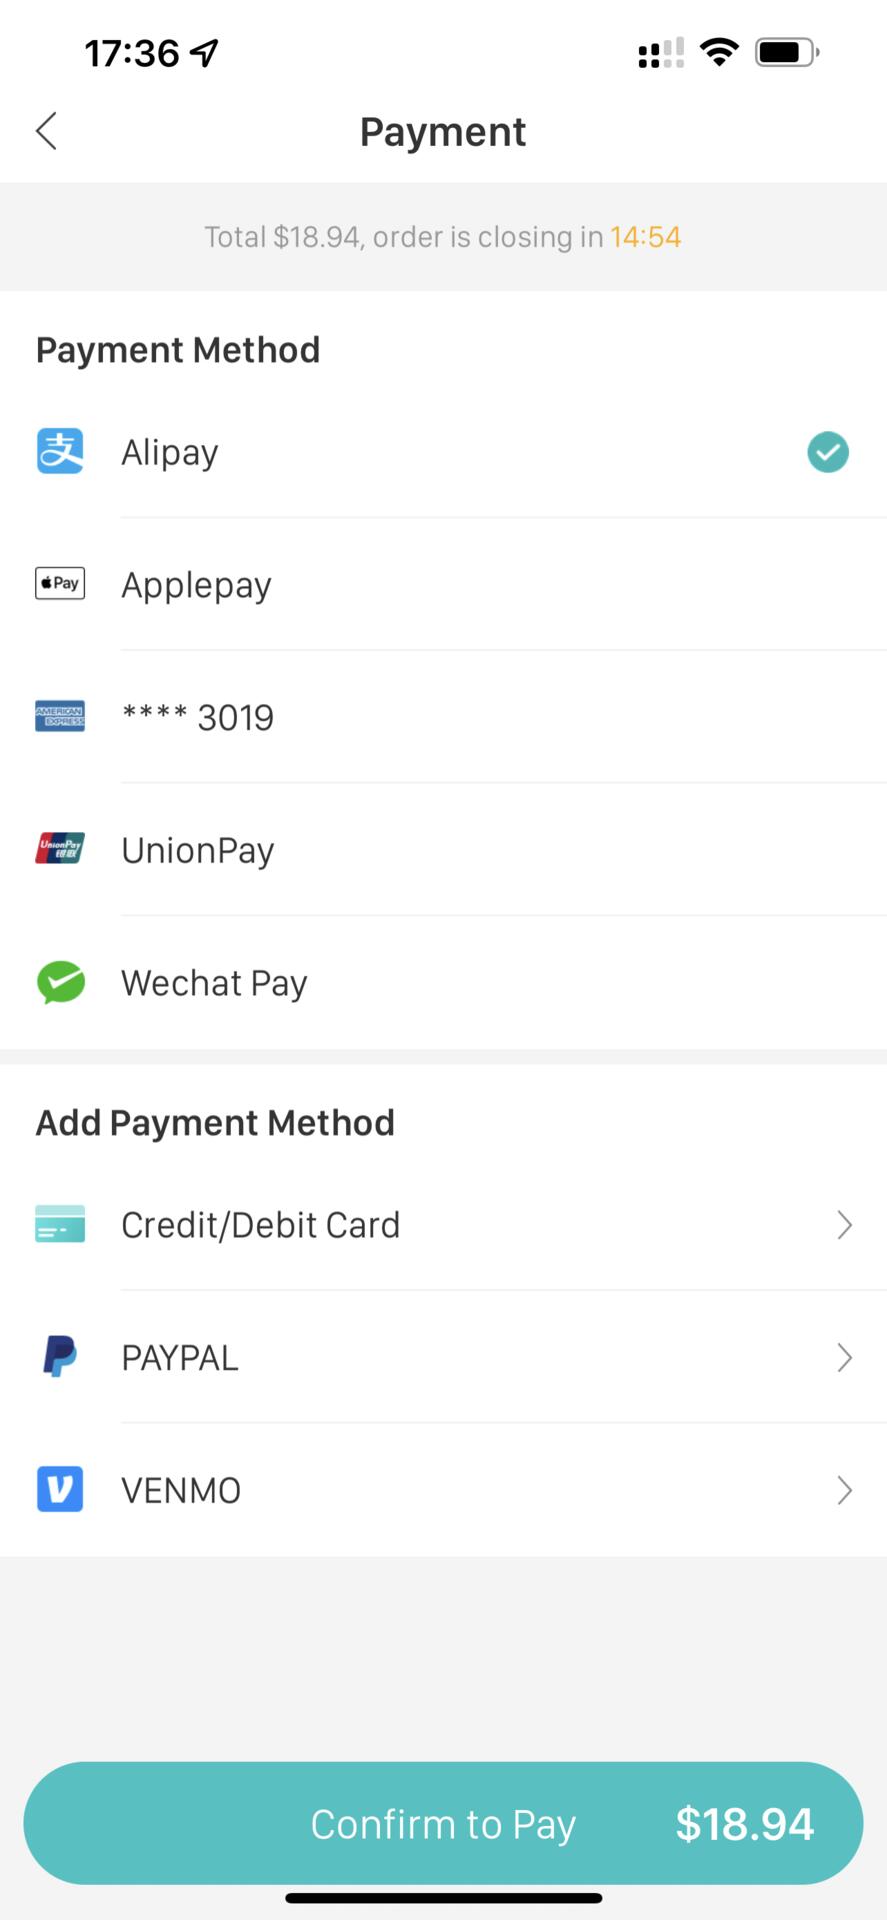 17:36
Payment
Total $18.94, order is closing in 14:54
Payment Method
支 Alipay
Pay Applepay
AMERICAN EXPRESS **** 3019
UnionPay 银联 UnionPay
Wechat Pay
Add Payment Method
Credit/Debit Card
PAYPAL
VENMO
Confirm to Pay $18.94